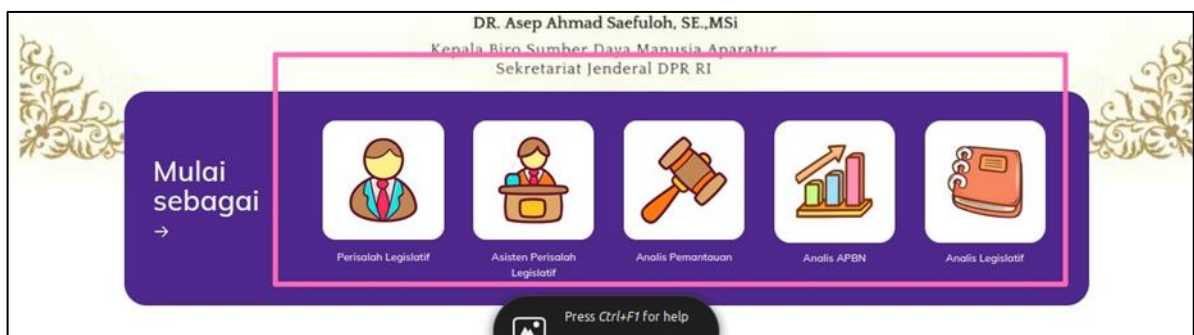 DR. Asep Ahmad Saefuloh, SE.,MSi
Kepala Biro Sumber Daya Manusia Aparatur
Sekretariat Jenderal DPR RI
Mulai
sebagai
→
Perisalah Legislatif
Asisten Perisalah
Legislatif
Analis Pemantauan
Analis APBN
Analis Legislatif
Press Ctrl+F1 for help